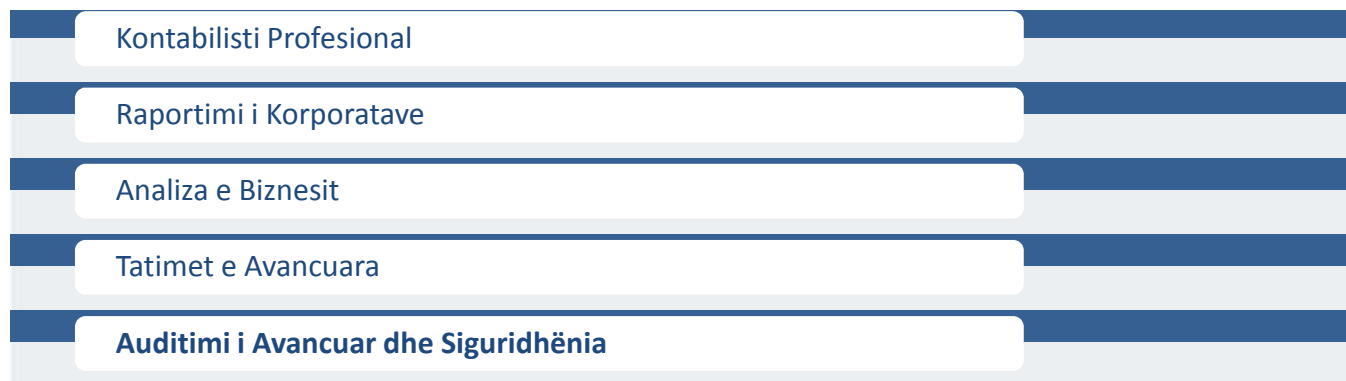 Kontabilisti Profesional
Raportimi i Korporatave
Analiza e Biznesit
Tatimet e Avancuara
Auditimi i Avancuar dhe Siguridhënia